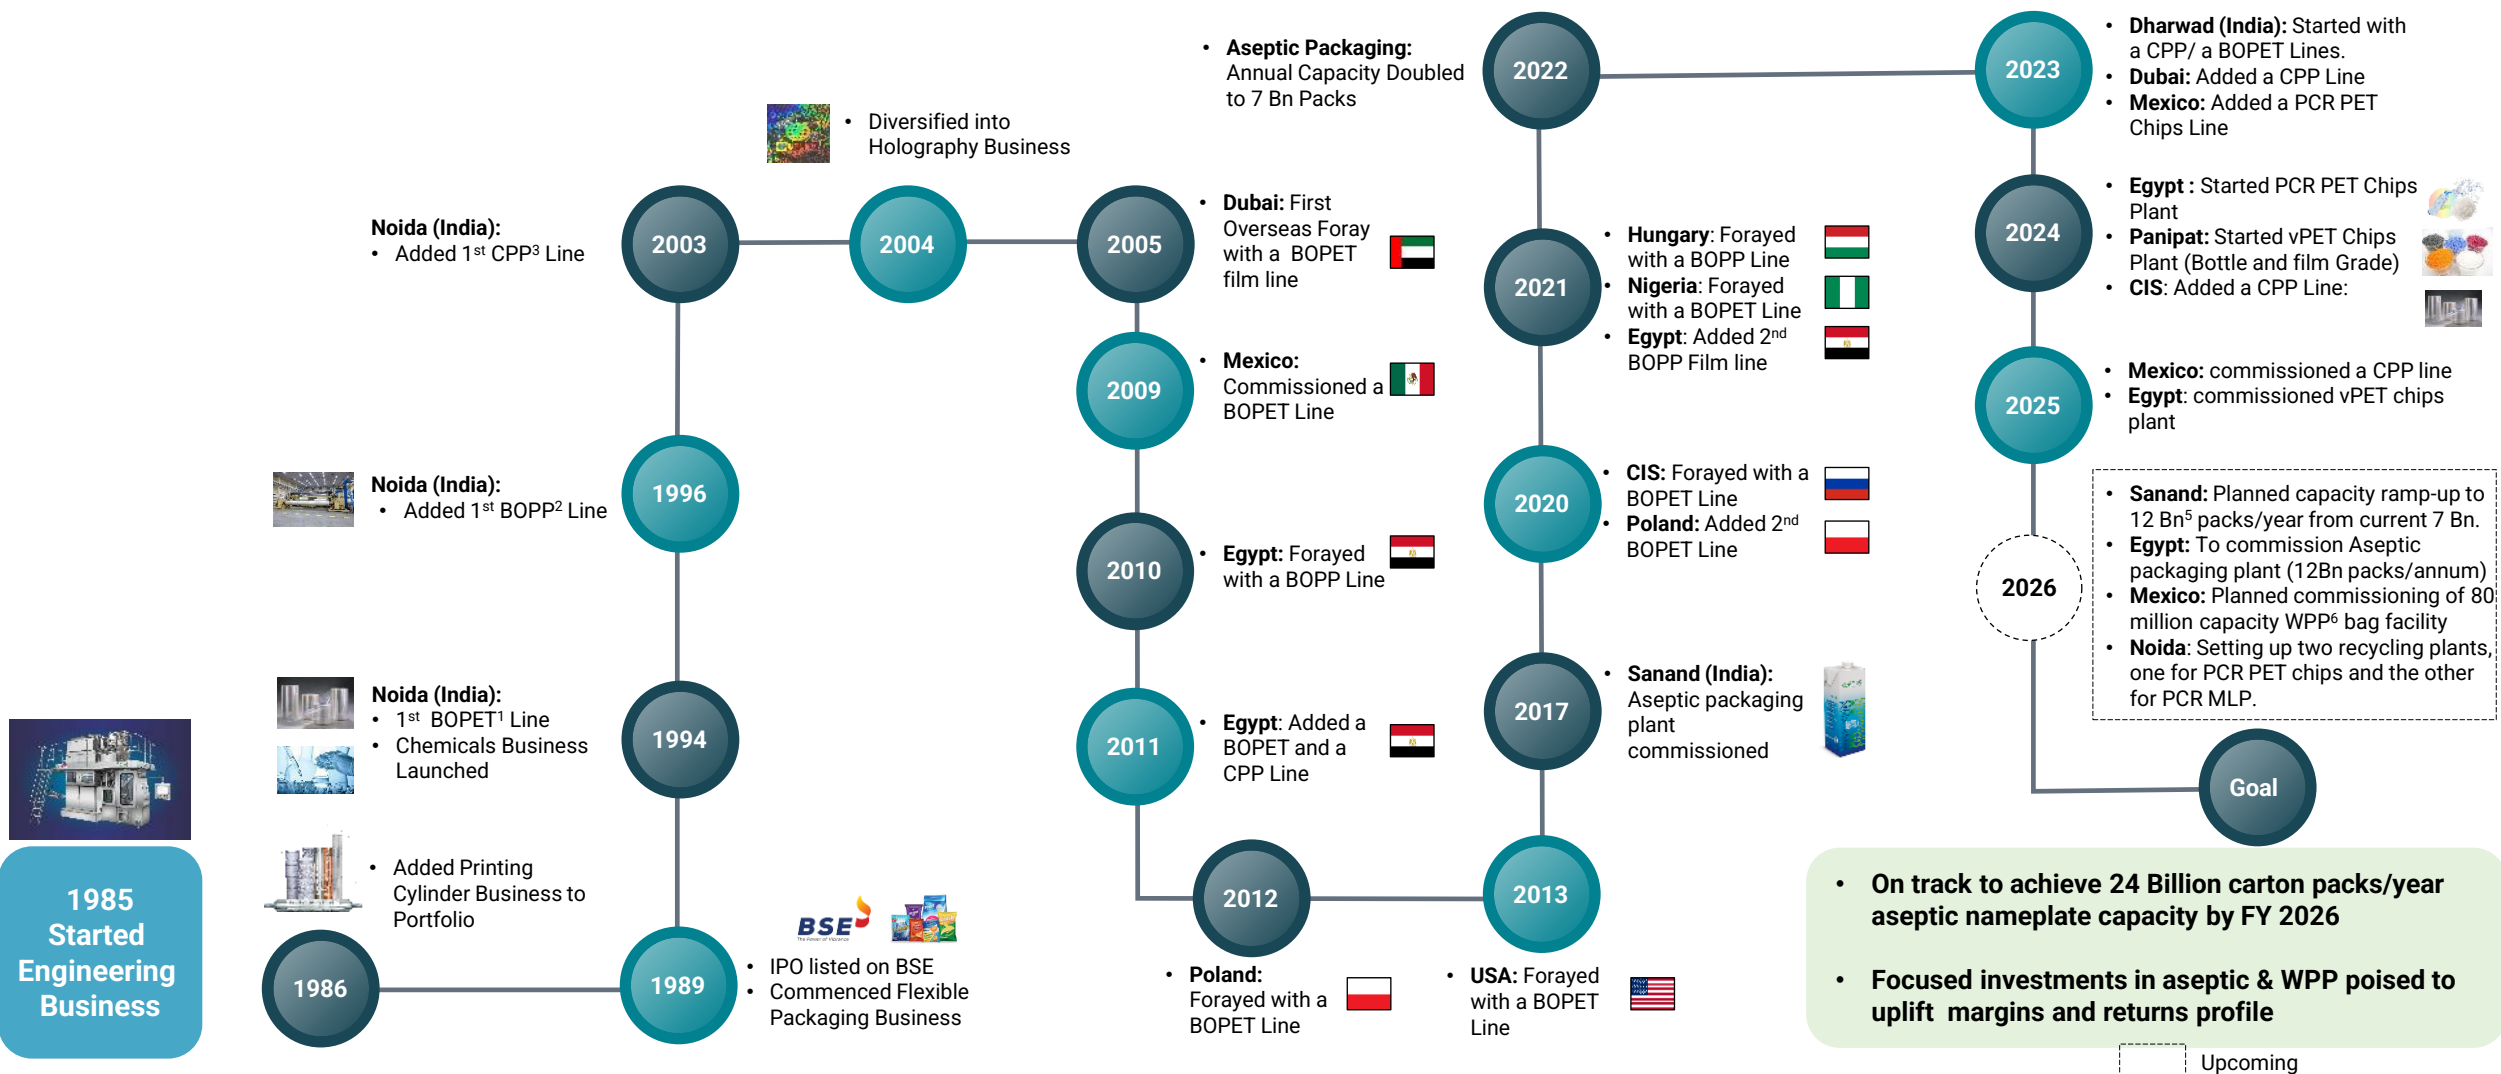 1985
Started
Engineering
Business
1986
• Added Printing
Cylinder Business to
Portfolio
1989
BSE
The Power of Vibrance
• IPO listed on BSE
• Commenced Flexible
Packaging Business
1994
Noida (India):
• 1st BOPET¹ Line
• Chemicals Business
Launched
1996
Noida (India):
• Added 1st BOPP² Line
2003
Noida (India):
• Added 1st CPP³ Line
2004
• Diversified into
Holography Business
2005
• Dubai: First
Overseas Foray
with a BOPET
film line
2009
• Mexico:
Commissioned a
BOPET Line
2010
• Egypt: Forayed
with a BOPP Line
2011
• Egypt: Added a
BOPET and a
CPP Line
2012
• Poland:
Forayed with a
BOPET Line
2013
• USA: Forayed
with a BOPET
Line
2017
• Sanand (India):
Aseptic packaging
plant
commissioned
2020
• CIS: Forayed with a
BOPET Line
• Poland: Added 2nd
BOPET Line
2021
• Hungary: Forayed
with a BOPP Line
• Nigeria: Forayed
with a BOPET Line
• Egypt: Added 2nd
BOPP Film line
2022
• Aseptic Packaging:
Annual Capacity Doubled
to 7 Bn Packs
2023
• Dharwad (India): Started with
a CPP/ a BOPET Lines.
• Dubai: Added a CPP Line
• Mexico: Added a PCR PET
Chips Line
2024
• Egypt : Started PCR PET Chips
Plant
• Panipat: Started vPET Chips
Plant (Bottle and film Grade)
• CIS: Added a CPP Line:
2025
• Mexico: commissioned a CPP line
• Egypt: commissioned vPET chips
plant
2026
• Sanand: Planned capacity ramp-up to
12 Bn⁵ packs/year from current 7 Bn.
• Egypt: To commission Aseptic
packaging plant (12Bn packs/annum)
• Mexico: Planned commissioning of 80
million capacity WPP⁶ bag facility
• Noida: Setting up two recycling plants,
one for PCR PET chips and the other
for PCR MLP.
Goal
• On track to achieve 24 Billion carton packs/year
aseptic nameplate capacity by FY 2026
• Focused investments in aseptic & WPP poised to
uplift margins and returns profile
Upcoming